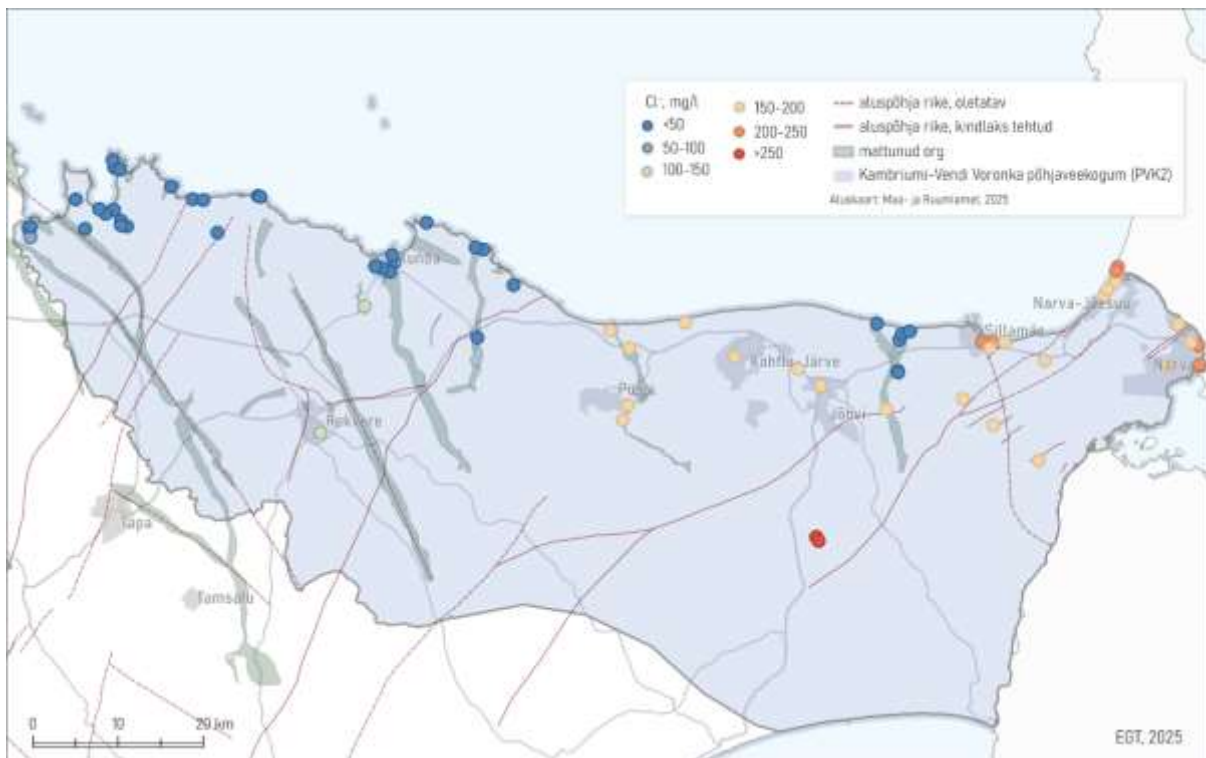 Cl⁻, mg/l
<50
50-100
100-150
150-200
200-250
>250
aluspõhja rike, oletatav
aluspõhja rike, kindlaks tehtud
mattunud org
Kambriumi-Vendi Voronka põhjaveekogum (PVK2)
Aluskaart: Maa- ja Ruumiamet, 2025
Kunda
Narva-Jõesuu
Sillamäe
Kohtla-Järve
Narva
Püssi
Jõhvi
Rakvere
Tapa
Tamsalu
0 10 20 km
EGT, 2025